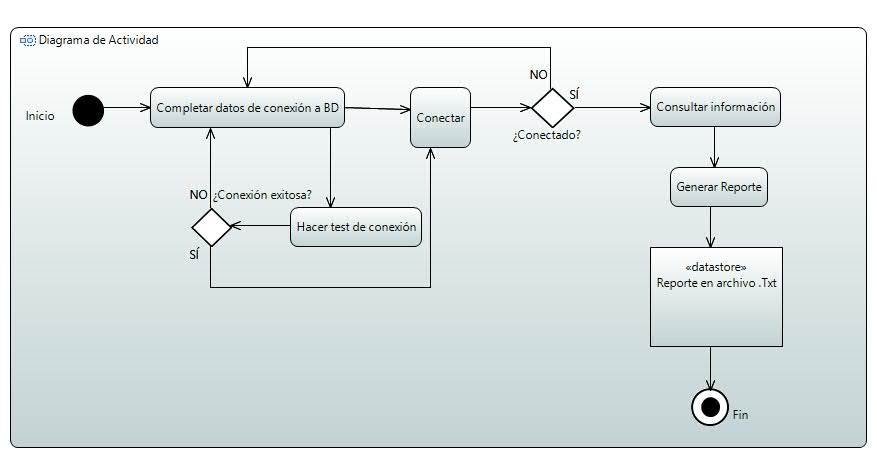 Diagrama de Actividad
Inicio
Completar datos de conexión a BD
Conectar
NO
SÍ
¿Conectado?
Consultar información
NO
¿Conexión exitosa?
SÍ
Hacer test de conexión
Generar Reporte
«datastore»
Reporte en archivo .Txt
Fin